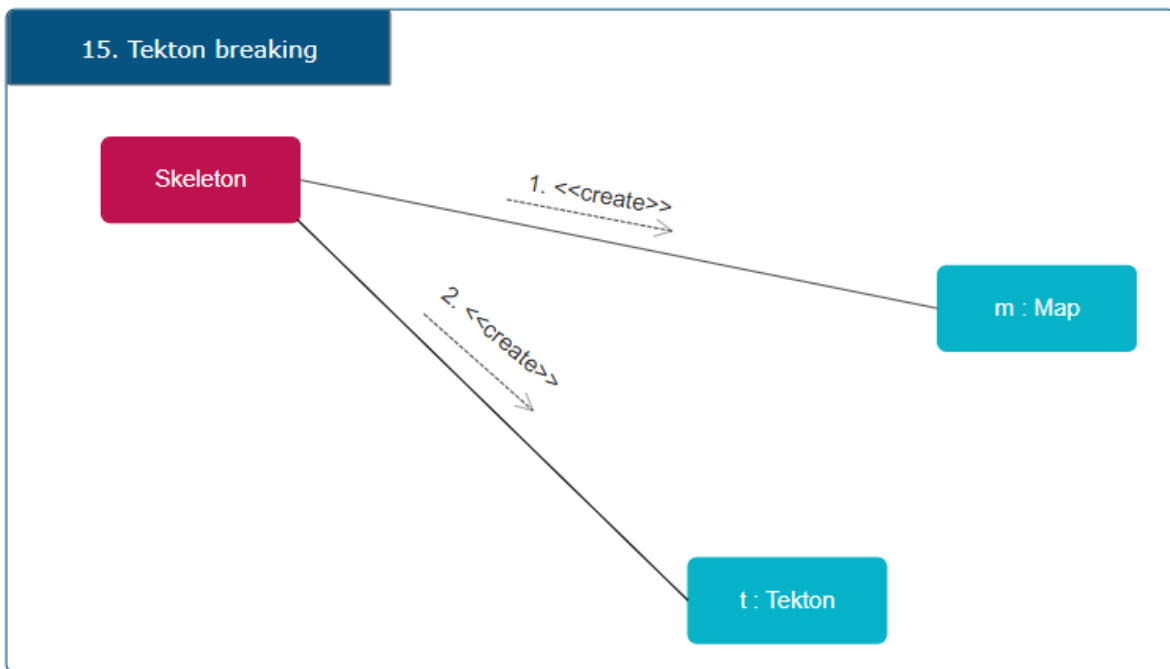 15. Tekton breaking
Skeleton
1. <<create>>
m : Map
2. <<create>>
t : Tekton